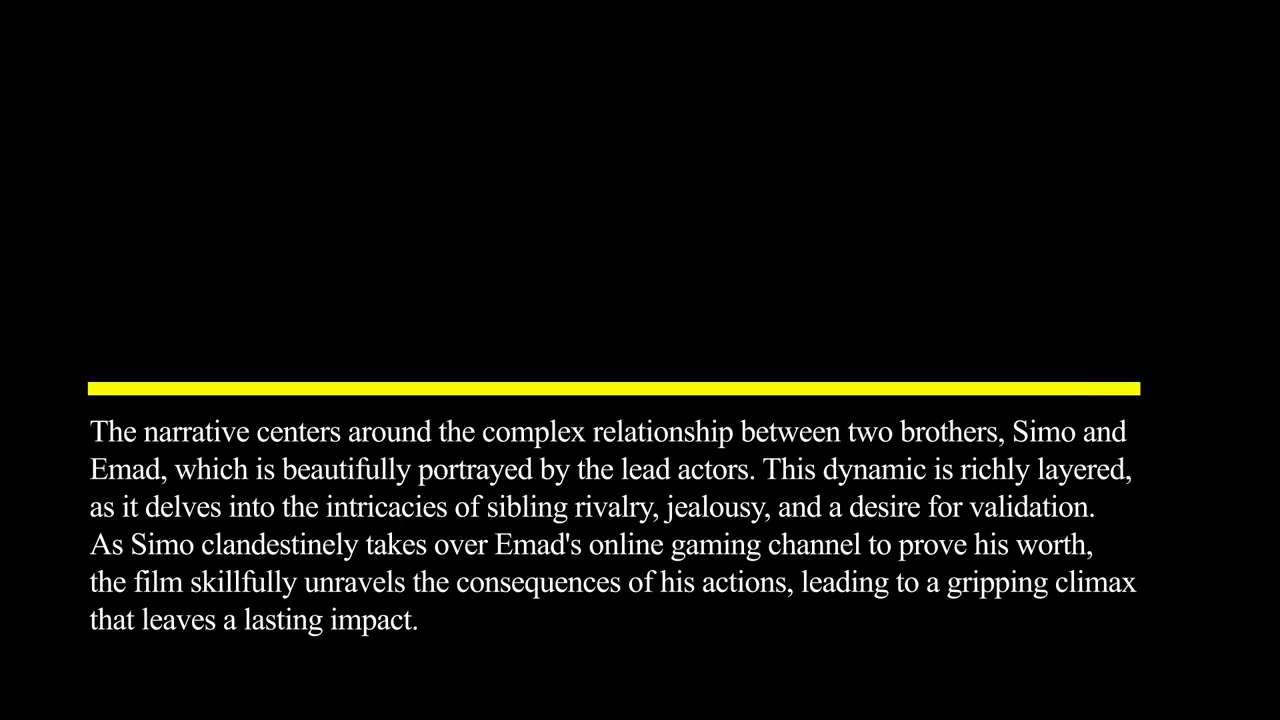 The narrative centers around the complex relationship between two brothers, Simo and
Emad, which is beautifully portrayed by the lead actors. This dynamic is richly layered,
as it delves into the intricacies of sibling rivalry, jealousy, and a desire for validation.
As Simo clandestinely takes over Emad's online gaming channel to prove his worth,
the film skillfully unravels the consequences of his actions, leading to a gripping climax
that leaves a lasting impact.